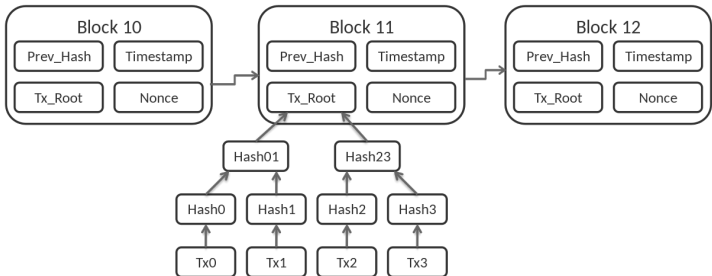 Block 10
Block 11
Block 12
Prev_Hash Timestamp
Prev_Hash Timestamp
Prev_Hash Timestamp
Tx_Root Nonce
Tx_Root Nonce
Tx_Root Nonce
Hash01 Hash23
Hash0 Hash1 Hash2 Hash3
Tx0 Tx1 Tx2 Tx3